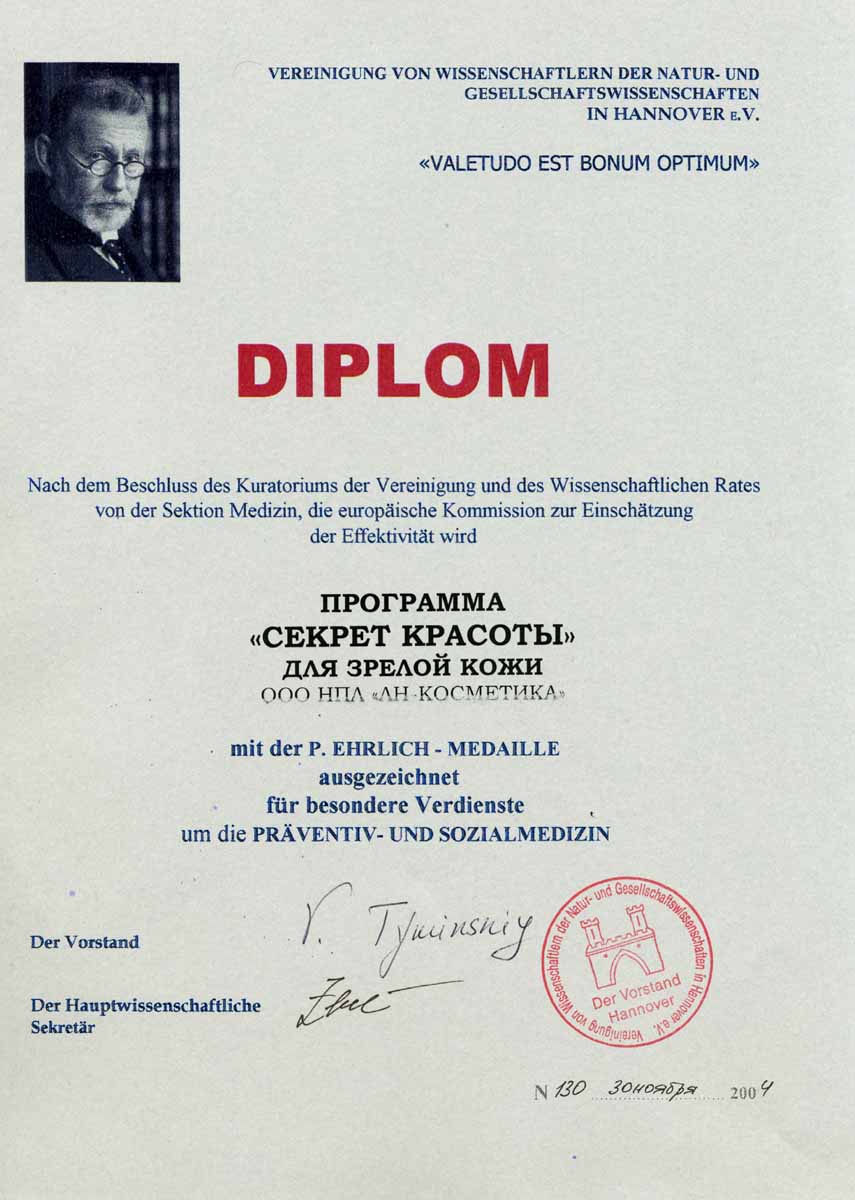 VEREINIGUNG VON WISSENSCHAFTLERN DER NATUR- UND
GESELLSCHAFTSWISSENSCHAFTEN
IN HANNOVER E.V.
«VALETUDO EST BONUM OPTIMUM»
DIPLOM
Nach dem Beschluss des Kuratoriums der Vereinigung und des Wissenschaftlichen Rates
von der Sektion Medizin, die europäische Kommission zur Einschätzung
der Effektivität wird
ПРОГРАММА
«СЕКРЕТ КРАСОТЫ»
ДЛЯ ЗРЕЛОЙ КОЖИ
ООО НПЛ «АН-КОСМЕТИКА»
mit der P. EHRLICH - MEDAILLE
ausgezeichnet
für besondere Verdienste
um die PRÄVENTIV- UND SOZIALMEDIZIN
Der Vorstand
V. Tyminskiy
Der Hauptwissenschaftliche
Sekretär
Vereinigung von Wissenschaftlern der Natur- und Gesellschaftswissenschaften in Hannover e.V.
Der Vorstand
Hannover
N 130 30 ноября 2004